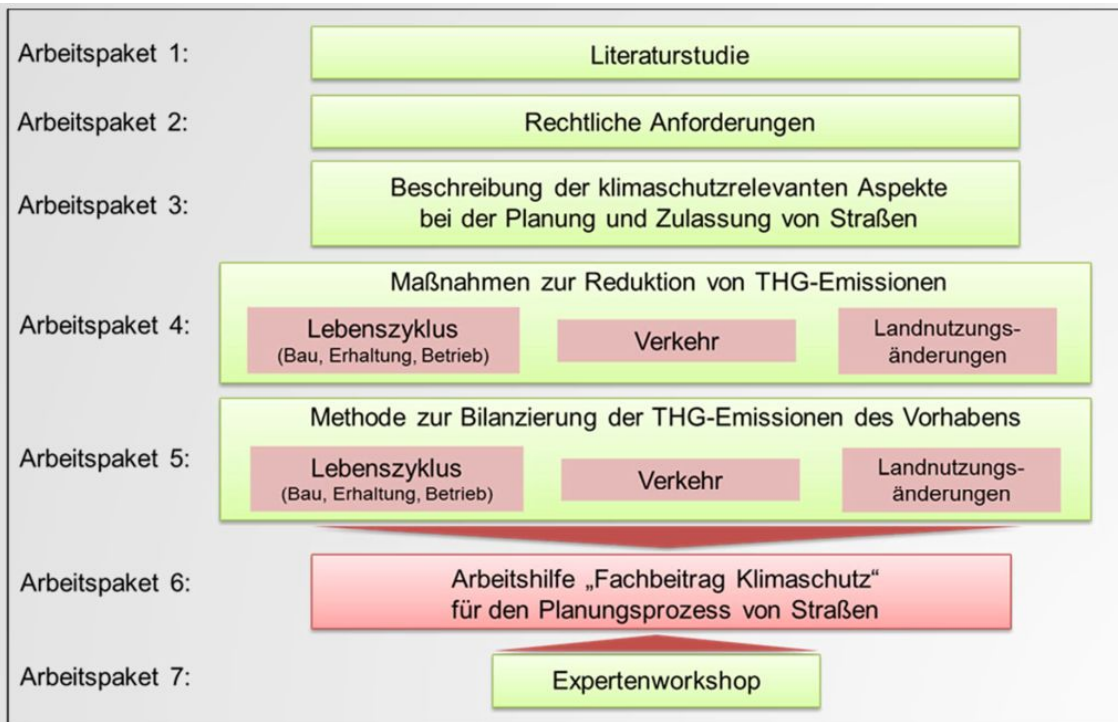 Arbeitspaket 1:
Literaturstudie
Arbeitspaket 2:
Rechtliche Anforderungen
Arbeitspaket 3:
Beschreibung der klimaschutzrelevanten Aspekte
bei der Planung und Zulassung von Straßen
Arbeitspaket 4:
Maßnahmen zur Reduktion von THG-Emissionen
Lebenszyklus
(Bau, Erhaltung, Betrieb)
Verkehr
Landnutzungs-
änderungen
Arbeitspaket 5:
Methode zur Bilanzierung der THG-Emissionen des Vorhabens
Lebenszyklus
(Bau, Erhaltung, Betrieb)
Verkehr
Landnutzungs-
änderungen
Arbeitspaket 6:
Arbeitshilfe „Fachbeitrag Klimaschutz“
für den Planungsprozess von Straßen
Arbeitspaket 7:
Expertenworkshop